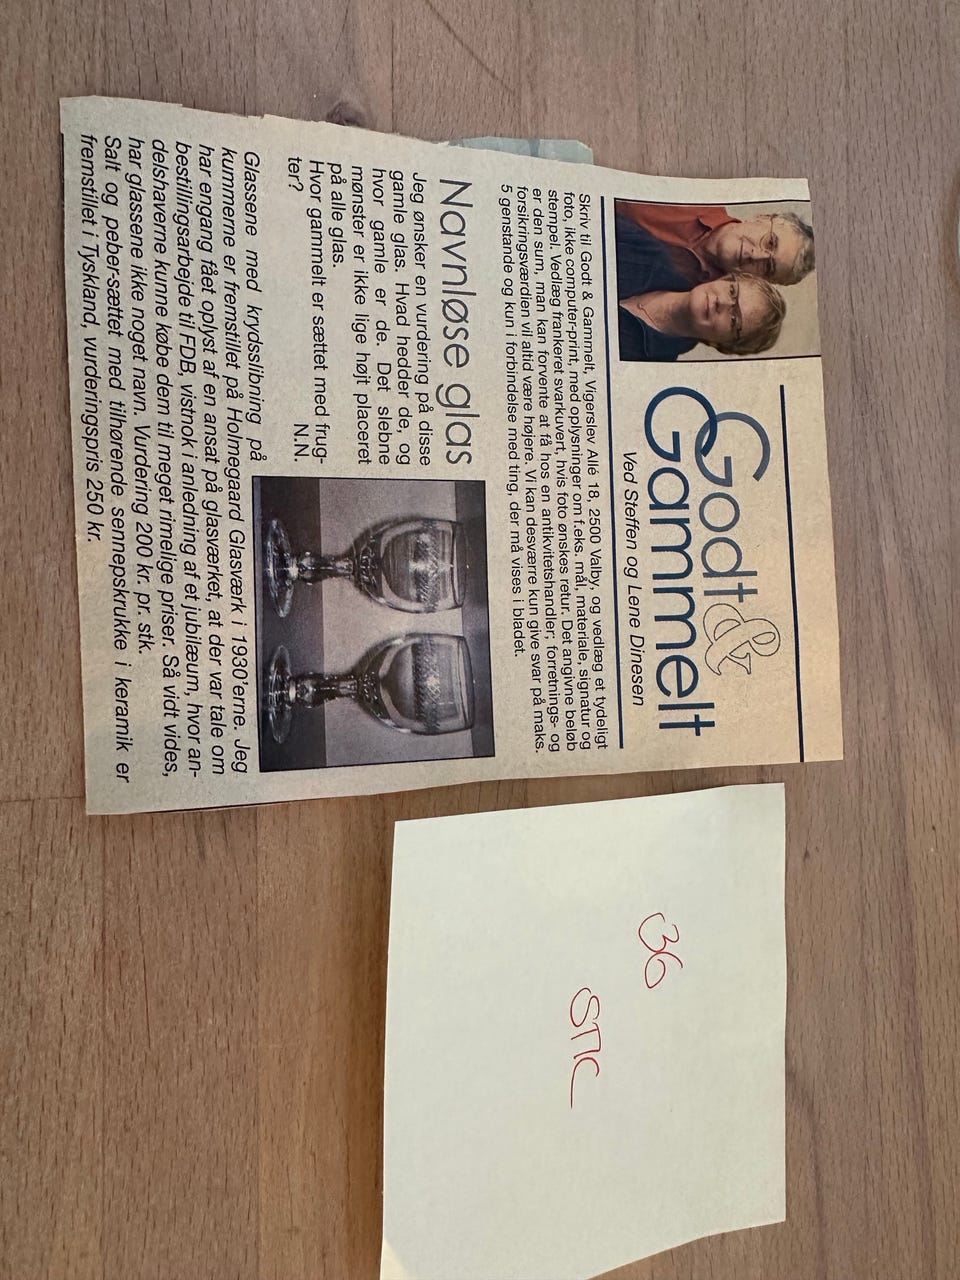 Godt &
Gammelt
Ved Steffen og Lene Dinesen
Skriv til Godt & Gammelt, Vigerslev Allé 18, 2500 Valby, og vedlæg et tydeligt
foto, ikke computer-print, med oplysninger om f.eks. mål, materiale, signatur og
stempel. Vedlæg frankeret svarkuvert, hvis foto ønskes retur. Det angivne beløb
er den sum, man kan forvente at få hos en antikvitetshandler; forretnings- og
forsikringsværdien vil altid være højere. Vi kan desværre kun give svar på maks.
5 genstande og kun i forbindelse med ting, der må vises i bladet.
Navnløse glas
Jeg ønsker en vurdering på disse
gamle glas. Hvad hedder de, og
hvor gamle er de. Det slebne
mønster er ikke lige højt placeret
på alle glas.
Hvor gammelt er sættet med frug-
ter? N.N.
Glassene med krydsslibning på
kummerne er fremstillet på Holmegaard Glasværk i 1930'erne. Jeg
har engang fået oplyst af en ansat på glasværket, at der var tale om
bestillingsarbejde til FDB, vistnok i anledning af et jubilæum, hvor an-
delshaverne kunne købe dem til meget rimelige priser. Så vidt vides,
har glassene ikke noget navn. Vurdering 200 kr. pr. stk.
Salt og peber-sættet med tilhørende sennepskrukke i keramik er
fremstillet i Tyskland, vurderingspris 250 kr.
36
STK